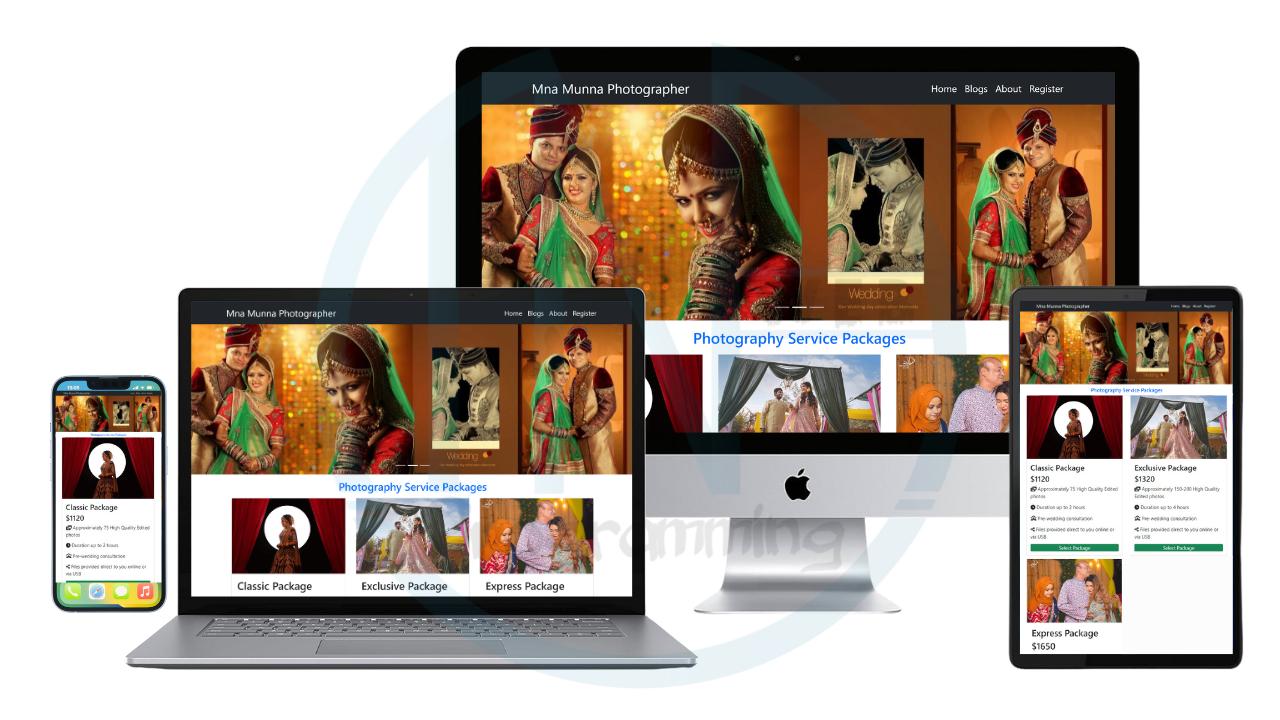 Mna Munna Photographer
Home Blogs About Register
Wedding
Photography Service Packages
Mna Munna Photographer
Home Blogs About Register
Wedding
Photography Service Packages
Classic Package
Exclusive Package
Express Package
Photography Service Packages
Classic Package
$1120
Approximately 75 High Quality Edited
photos
Duration up to 2 hours
Pre-wedding consultation
Files provided direct to you online or
via USB
Mna Munna Photographer
Home Blogs About Register
Wedding
Photography Service Packages
Classic Package
$1120
Approximately 75 High Quality Edited
photos
Duration up to 2 hours
Pre-wedding consultation
Files provided direct to you online or
via USB
Select Package
Exclusive Package
$1320
Approximately 150-200 High Quality
Edited photos
Duration up to 4 hours
Pre-wedding consultation
Files provided direct to you online or
via USB
Select Package
Express Package
$1650